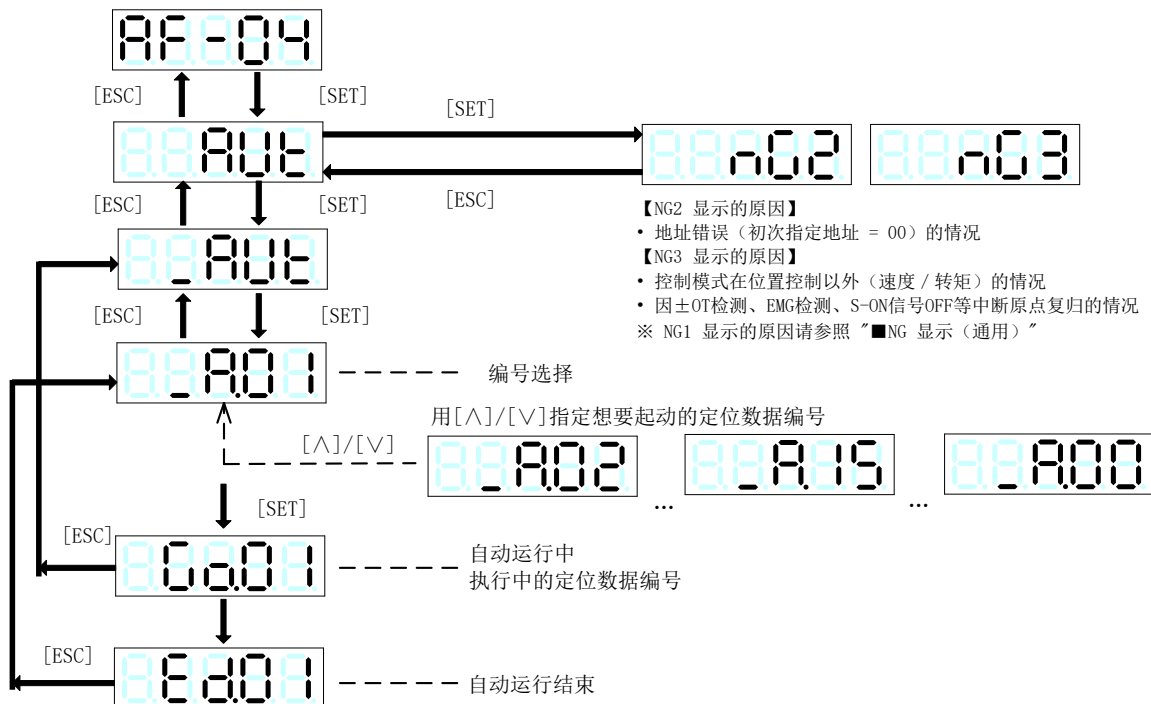 AF-04
[ESC]
[SET]
[SET]
AUt
nG2
nG3
[ESC]
[ESC]
[SET]
【NG2 显示的原因】
• 地址错误（初次指定地址 = 00）的情况
【NG3 显示的原因】
• 控制模式在位置控制以外（速度／转矩）的情况
• 因±OT检测、EMG检测、S-ON信号OFF等中断原点复归的情况
※ NG1 显示的原因请参照 "■NG 显示（通用）"
_AUt
[ESC]
[SET]
_A.01
编号选择
用[∧]/[∨]指定想要起动的定位数据编号
[∧]/[∨]
_A.02
...
_A.15
...
_A.00
[SET]
[ESC]
Go.01
自动运行中
执行中的定位数据编号
[ESC]
Ed.01
自动运行结束